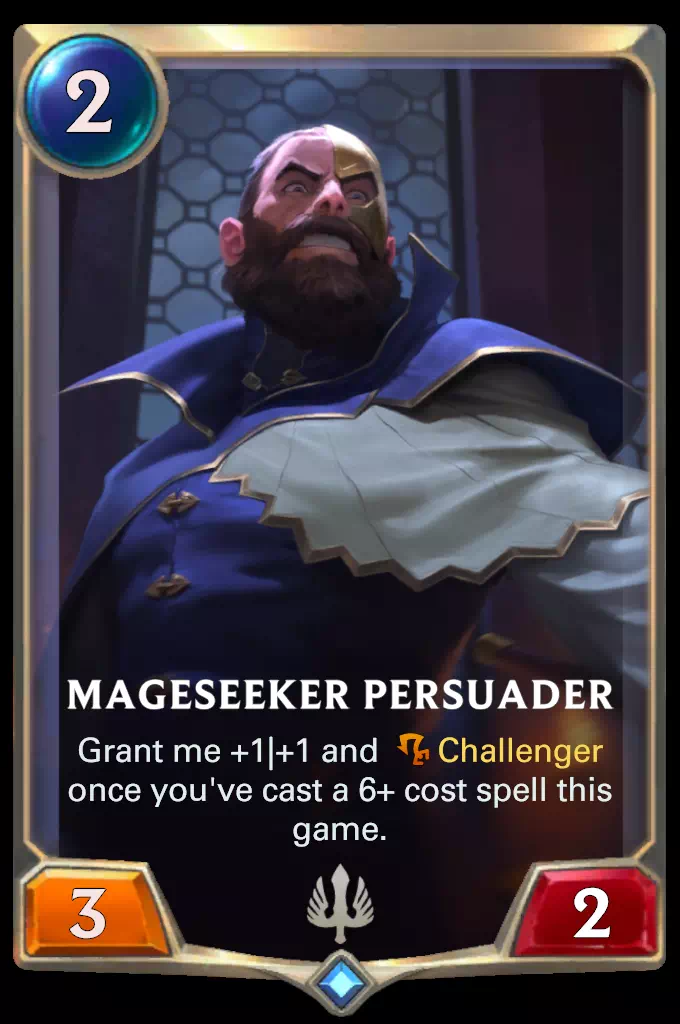 2
MAGESEEKER PERSUADER
Grant me +1|+1 and Challenger
once you've cast a 6+ cost spell this
game.
3
2